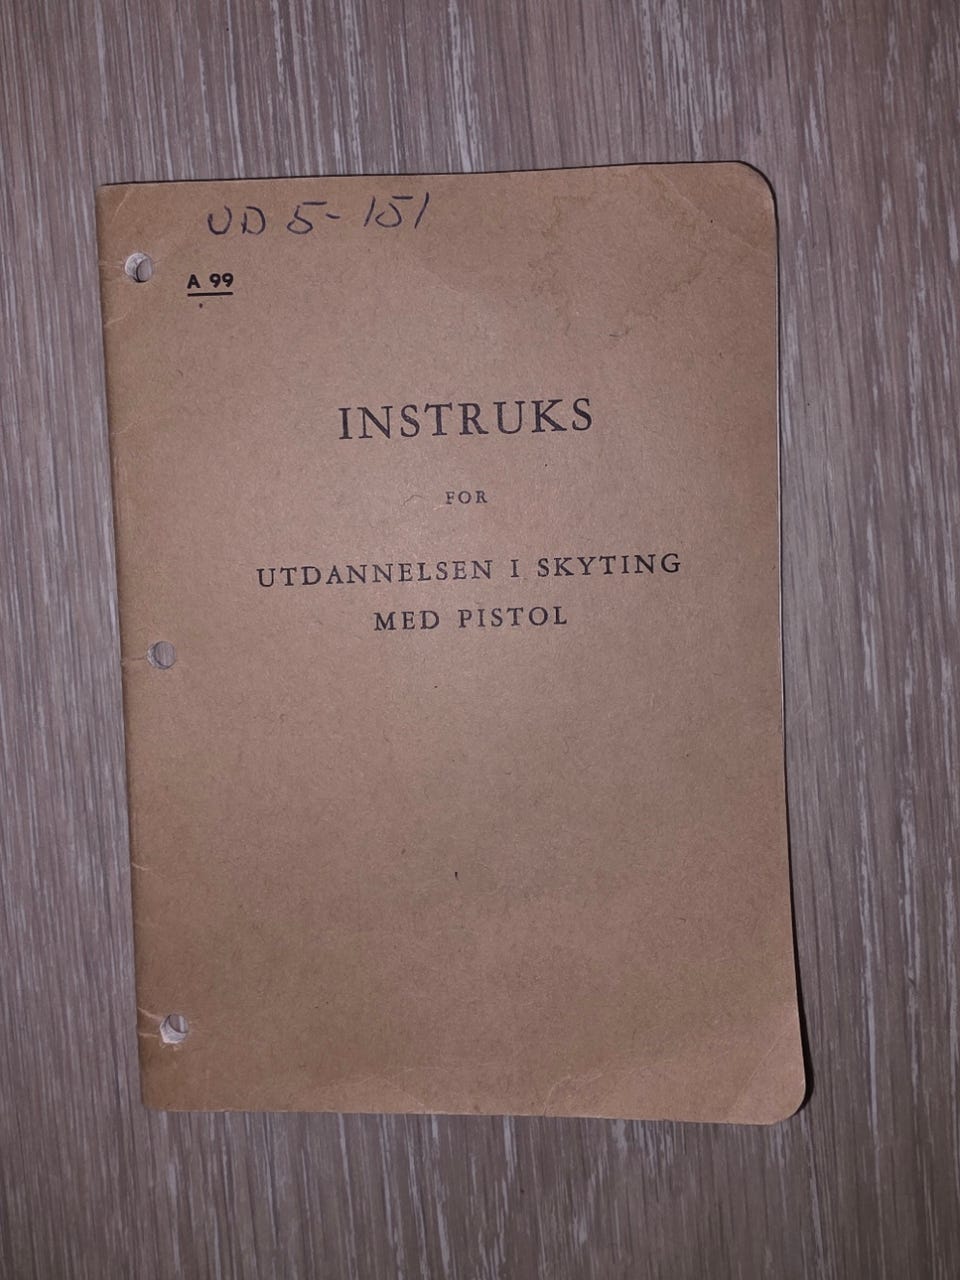 UD 5-151
A 99
INSTRUKS
FOR
UTDANNELSEN I SKYTING
MED PISTOL